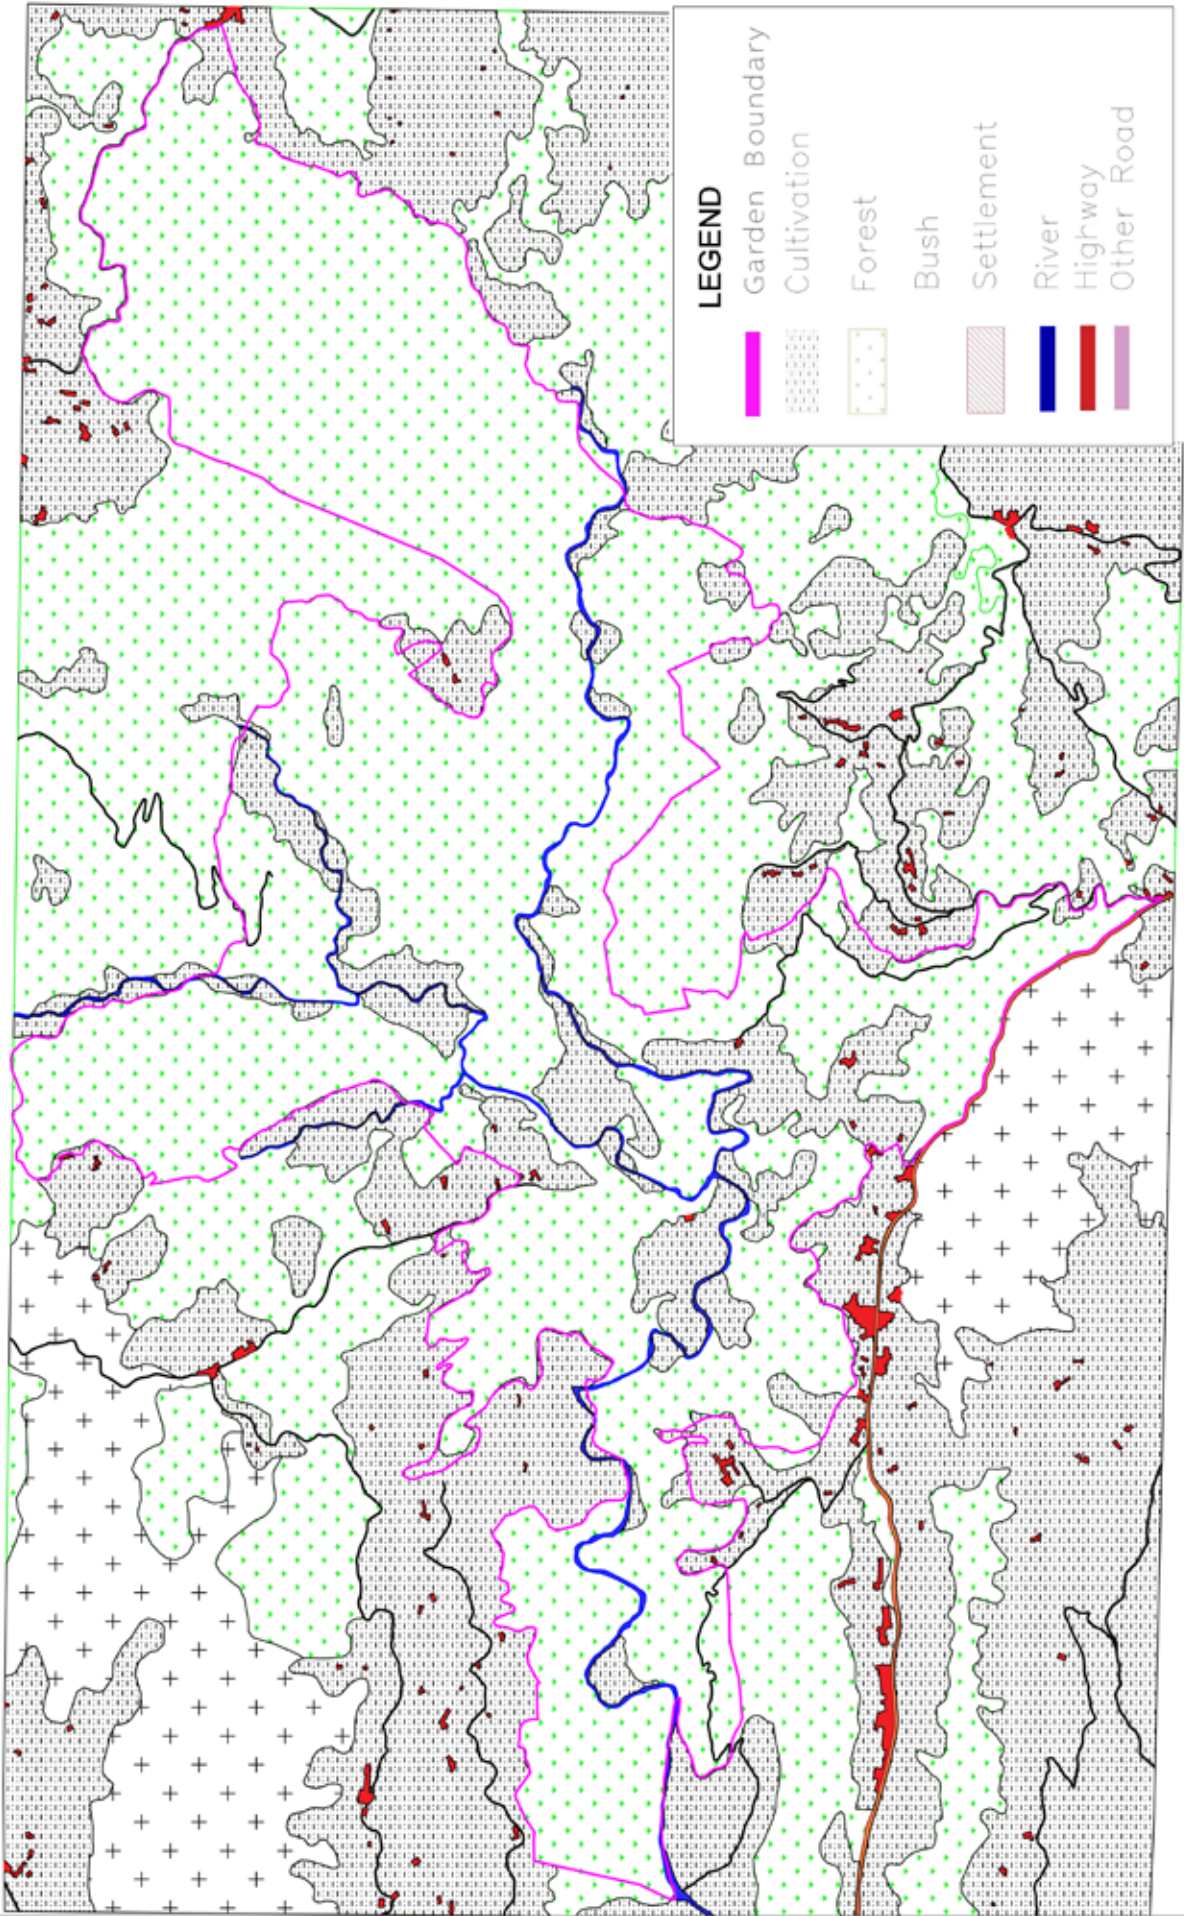 LEGEND
Garden Boundary
Cultivation
Forest
Bush
Settlement
River
Highway
Other Road